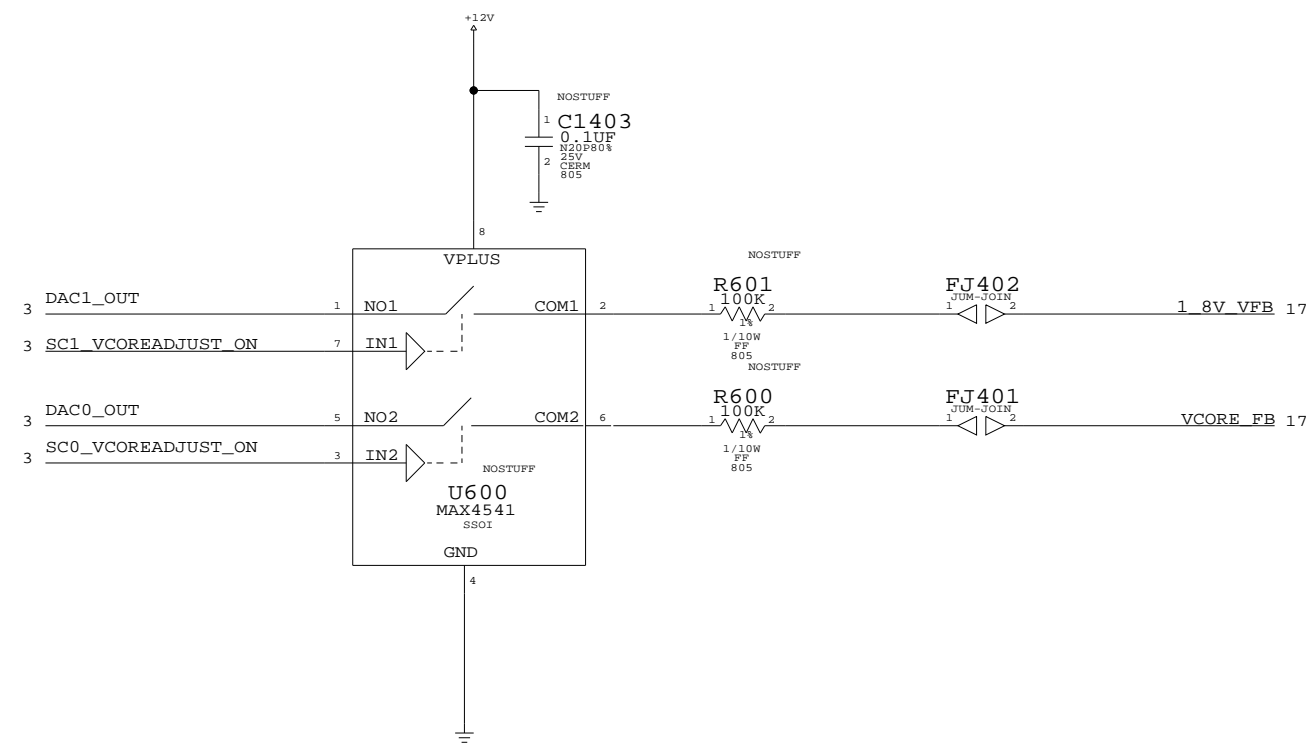 +12V
NOSTUFF
1 C1403
0.1UF
N20P80%
25V
2 CERM
805
8
VPLUS
NOSTUFF
R601 FJ402
100K JUM-JOIN
3 DAC1_OUT 1 NO1 COM1 2 1 2 1 2 1_8V_VFB 17
1%
3 SC1_VCOREADJUST_ON 7 IN1 1/10W
FF
805
NOSTUFF
R600 FJ401
100K JUM-JOIN
3 DAC0_OUT 5 NO2 COM2 6 1 2 1 2 VCORE_FB 17
1%
3 SC0_VCOREADJUST_ON 3 IN2 1/10W
FF
805
NOSTUFF
U600
MAX4541
SSOI
GND
4